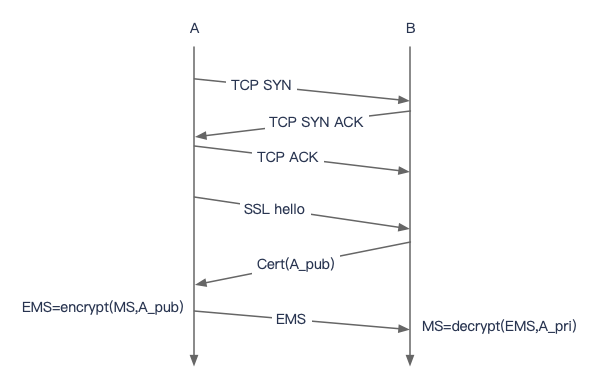 A
B
TCP SYN
TCP SYN ACK
TCP ACK
SSL hello
Cert(A_pub)
EMS=encrypt(MS,A_pub)
EMS
MS=decrypt(EMS,A_pri)